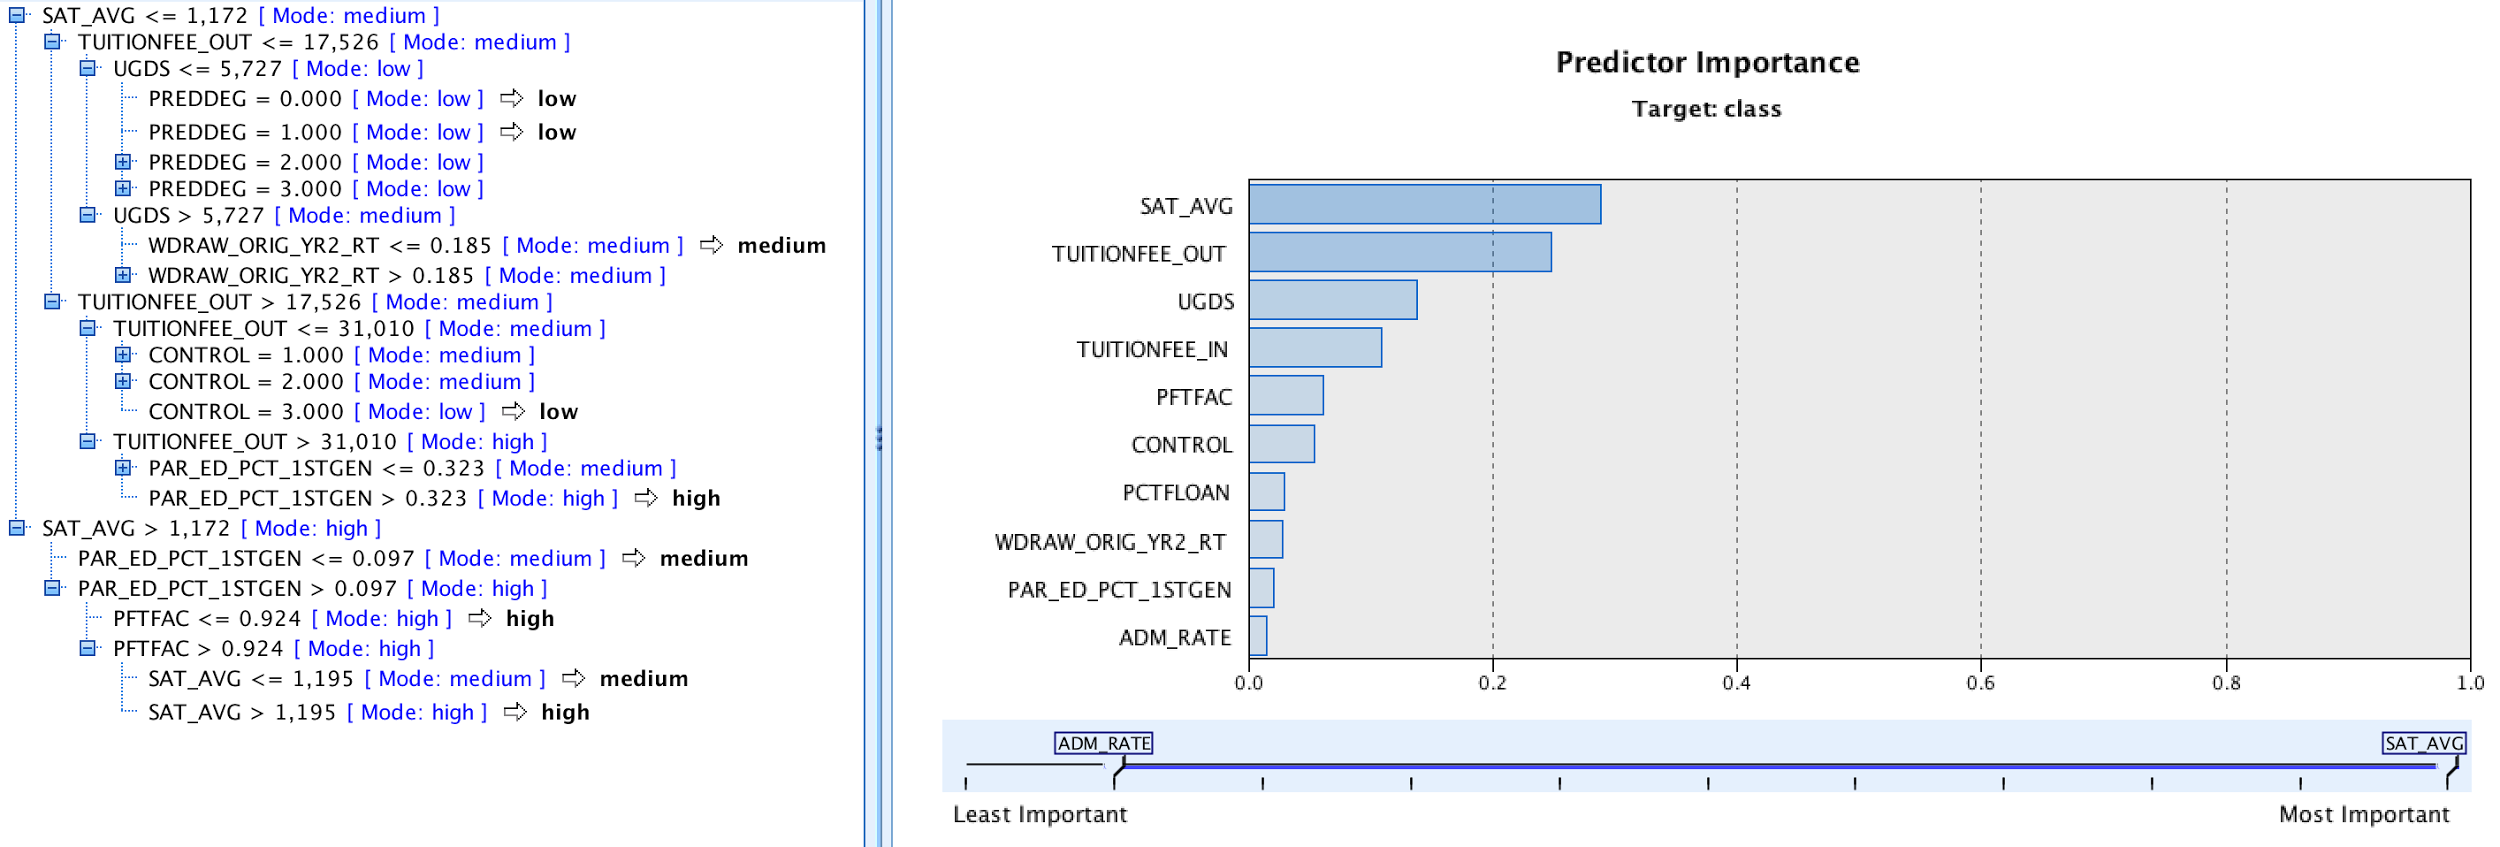 SAT_AVG <= 1,172 [ Mode: medium ]
TUITIONFEE_OUT <= 17,526 [ Mode: medium ]
UGDS <= 5,727 [ Mode: low ]
PREDDEG = 0.000 [ Mode: low ] ⇨ low
PREDDEG = 1.000 [ Mode: low ] ⇨ low
PREDDEG = 2.000 [ Mode: low ]
PREDDEG = 3.000 [ Mode: low ]
UGDS > 5,727 [ Mode: medium ]
WDRAW_ORIG_YR2_RT <= 0.185 [ Mode: medium ] ⇨ medium
WDRAW_ORIG_YR2_RT > 0.185 [ Mode: medium ]
TUITIONFEE_OUT > 17,526 [ Mode: medium ]
TUITIONFEE_OUT <= 31,010 [ Mode: medium ]
CONTROL = 1.000 [ Mode: medium ]
CONTROL = 2.000 [ Mode: medium ]
CONTROL = 3.000 [ Mode: low ] ⇨ low
TUITIONFEE_OUT > 31,010 [ Mode: high ]
PAR_ED_PCT_1STGEN <= 0.323 [ Mode: medium ]
PAR_ED_PCT_1STGEN > 0.323 [ Mode: high ] ⇨ high
SAT_AVG > 1,172 [ Mode: high ]
PAR_ED_PCT_1STGEN <= 0.097 [ Mode: medium ] ⇨ medium
PAR_ED_PCT_1STGEN > 0.097 [ Mode: high ]
PFTFAC <= 0.924 [ Mode: high ] ⇨ high
PFTFAC > 0.924 [ Mode: high ]
SAT_AVG <= 1,195 [ Mode: medium ] ⇨ medium
SAT_AVG > 1,195 [ Mode: high ] ⇨ high
Predictor Importance
Target: class
SAT_AVG
TUITIONFEE_OUT
UGDS
TUITIONFEE_IN
PFTFAC
CONTROL
PCTFLOAN
WDRAW_ORIG_YR2_RT
PAR_ED_PCT_1STGEN
ADM_RATE
0.0 0.2 0.4 0.6 0.8 1.0
ADM_RATE SAT_AVG
Least Important Most Important